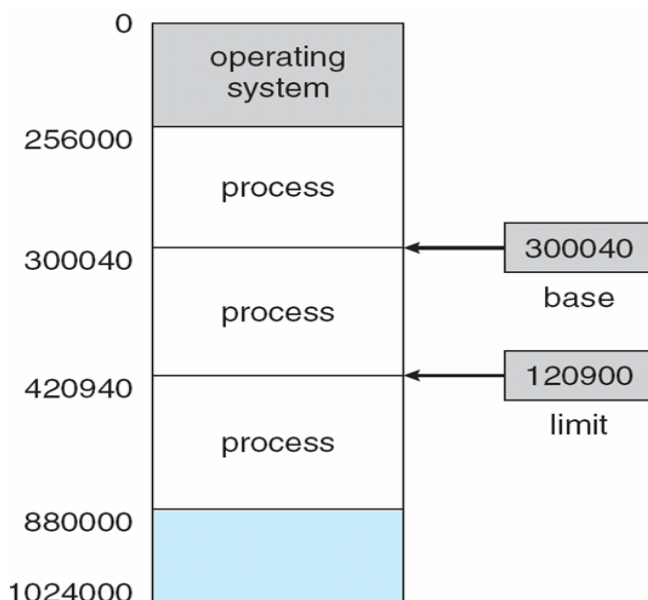 0
operating
system
256000
process
300040
300040
base
process
120900
420940
limit
process
880000
1024000